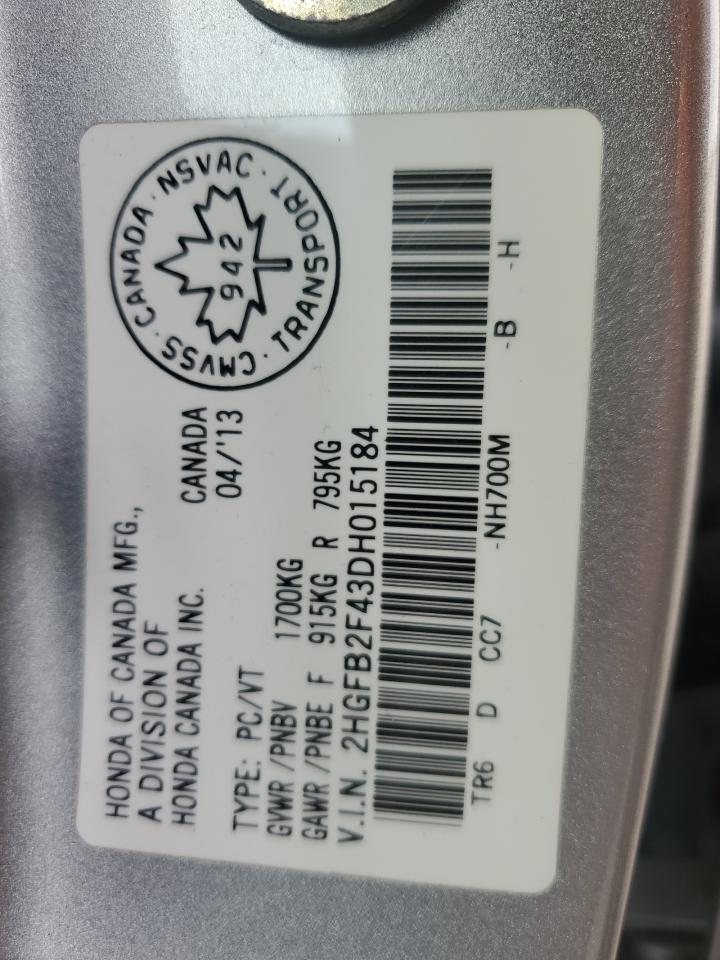 HONDA OF CANADA MFG.,
A DIVISION OF
HONDA CANADA INC.
CANADA
04/'13
CMVSS · CANADA · NSVAC · TRANSPORT ·
942
TYPE: PC/VT
GVWR /PNBV 1700KG
GAWR /PNBE F 915KG R 795KG
V.I.N. 2HGFB2F43DH015184
TR6 D CC7 -NH700M -B -H